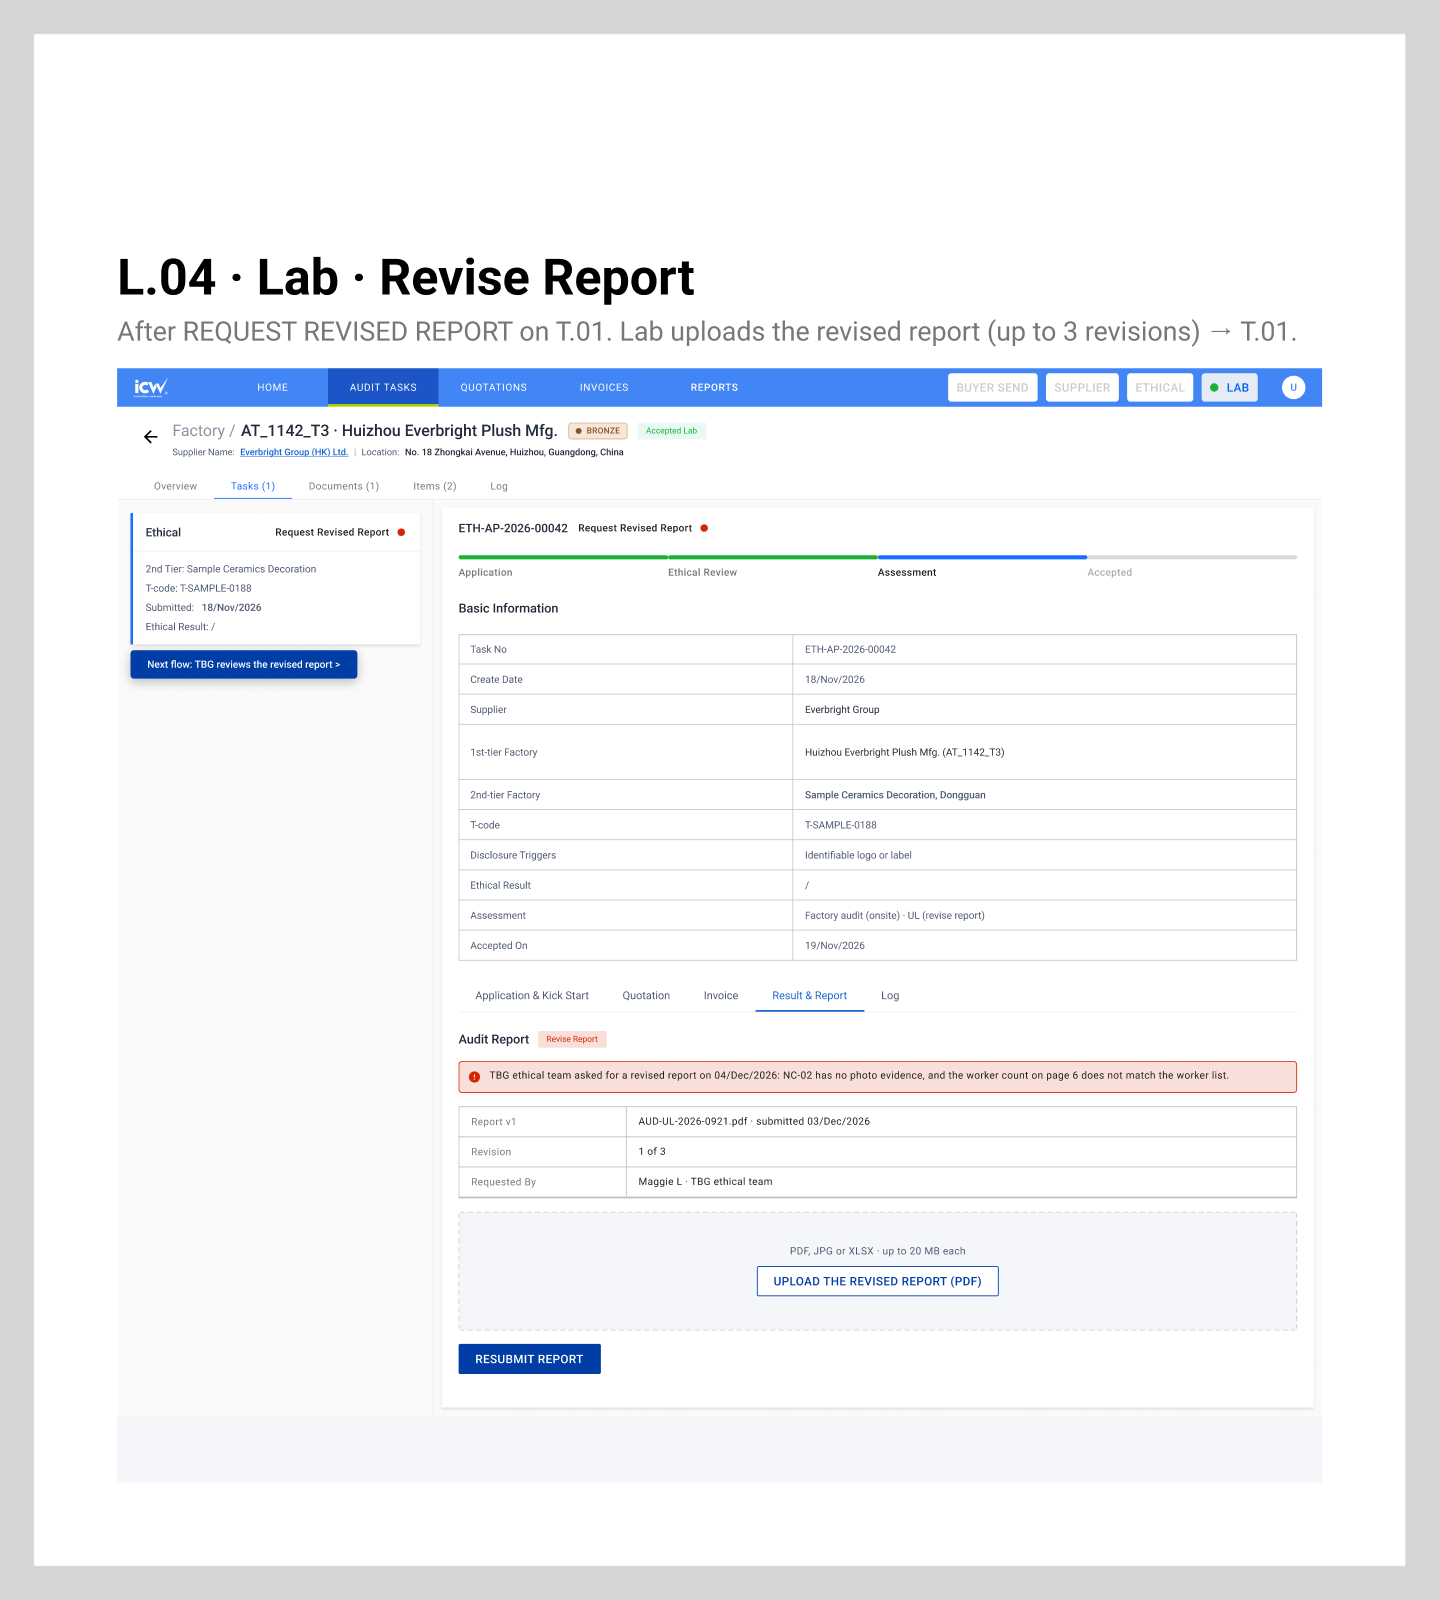 L.04 · Lab · Revise Report
After REQUEST REVISED REPORT on T.01. Lab uploads the revised report (up to 3 revisions) → T.01.
icw HOME AUDIT TASKS QUOTATIONS INVOICES REPORTS BUYER SEND SUPPLIER ETHICAL LAB U
Factory / AT_1142_T3 · Huizhou Everbright Plush Mfg. BRONZE Accepted Lab
Supplier Name: Everbright Group (HK) Ltd. | Location: No. 18 Zhongkai Avenue, Huizhou, Guangdong, China
Overview Tasks (1) Documents (1) Items (2) Log
Ethical Request Revised Report
2nd Tier: Sample Ceramics Decoration
T-code: T-SAMPLE-0188
Submitted: 18/Nov/2026
Ethical Result: /
Next flow: TBG reviews the revised report >
ETH-AP-2026-00042 Request Revised Report
Application Ethical Review Assessment Accepted
Basic Information
Task No ETH-AP-2026-00042
Create Date 18/Nov/2026
Supplier Everbright Group
1st-tier Factory Huizhou Everbright Plush Mfg. (AT_1142_T3)
2nd-tier Factory Sample Ceramics Decoration, Dongguan
T-code T-SAMPLE-0188
Disclosure Triggers Identifiable logo or label
Ethical Result /
Assessment Factory audit (onsite) · UL (revise report)
Accepted On 19/Nov/2026
Application & Kick Start Quotation Invoice Result & Report Log
Audit Report Revise Report
TBG ethical team asked for a revised report on 04/Dec/2026: NC-02 has no photo evidence, and the worker count on page 6 does not match the worker list.
Report v1 AUD-UL-2026-0921.pdf · submitted 03/Dec/2026
Revision 1 of 3
Requested By Maggie L · TBG ethical team
PDF, JPG or XLSX · up to 20 MB each
UPLOAD THE REVISED REPORT (PDF)
RESUBMIT REPORT